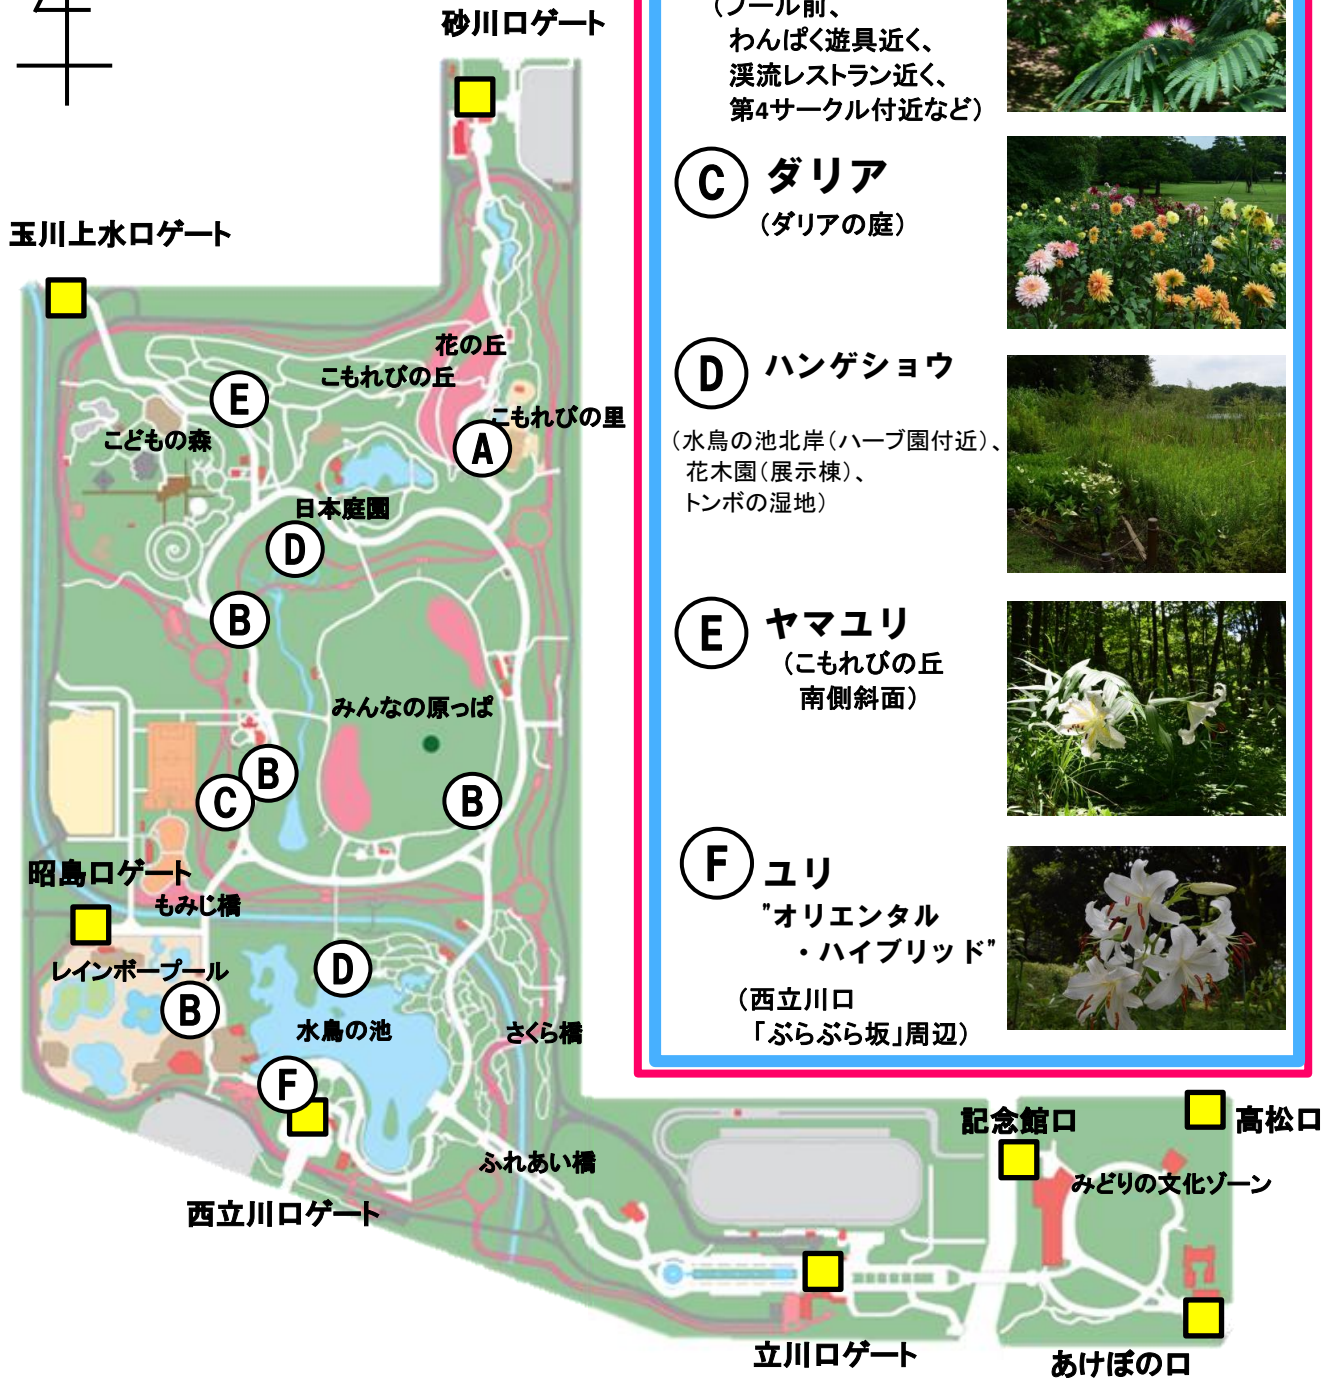 砂川口ゲート
玉川上水口ゲート
花の丘
こもれびの丘
E
こもれびの里
こどもの森
A
日本庭園
D
B
みんなの原っぱ
B
C
B
昭島口ゲート
もみじ橋
レインボープール
D
B
水鳥の池
さくら橋
F
ふれあい橋
西立川口ゲート
記念館口
高松口
みどりの文化ゾーン
立川口ゲート
あけぼの口
(プール前、
わんぱく遊具近く、
渓流レストラン近く、
第4サークル付近など)
C ダリア
(ダリアの庭)
D ハンゲショウ
(水鳥の池北岸(ハーブ園付近)、
花木園(展示棟)、
トンボの湿地)
E ヤマユリ
(こもれびの丘
南側斜面)
F ユリ
"オリエンタル
・ハイブリッド"
(西立川口
「ぶらぶら坂」周辺)